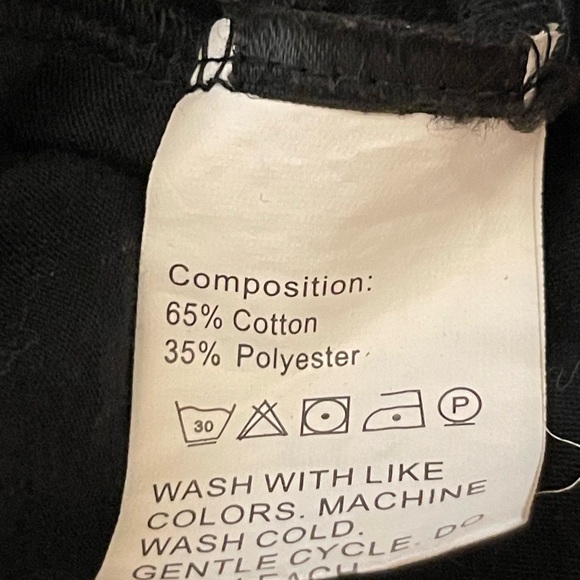 Composition:
65% Cotton
35% Polyester
30 P
WASH WITH LIKE
COLORS. MACHINE
WASH COLD.
GENTLE CYCLE. DO